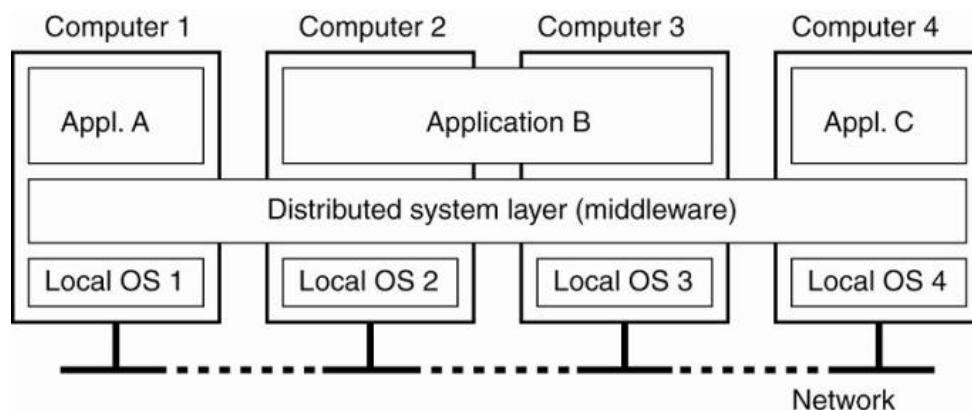 Computer 1
Computer 2
Computer 3
Computer 4
Appl. A
Application B
Appl. C
Distributed system layer (middleware)
Local OS 1
Local OS 2
Local OS 3
Local OS 4
Network